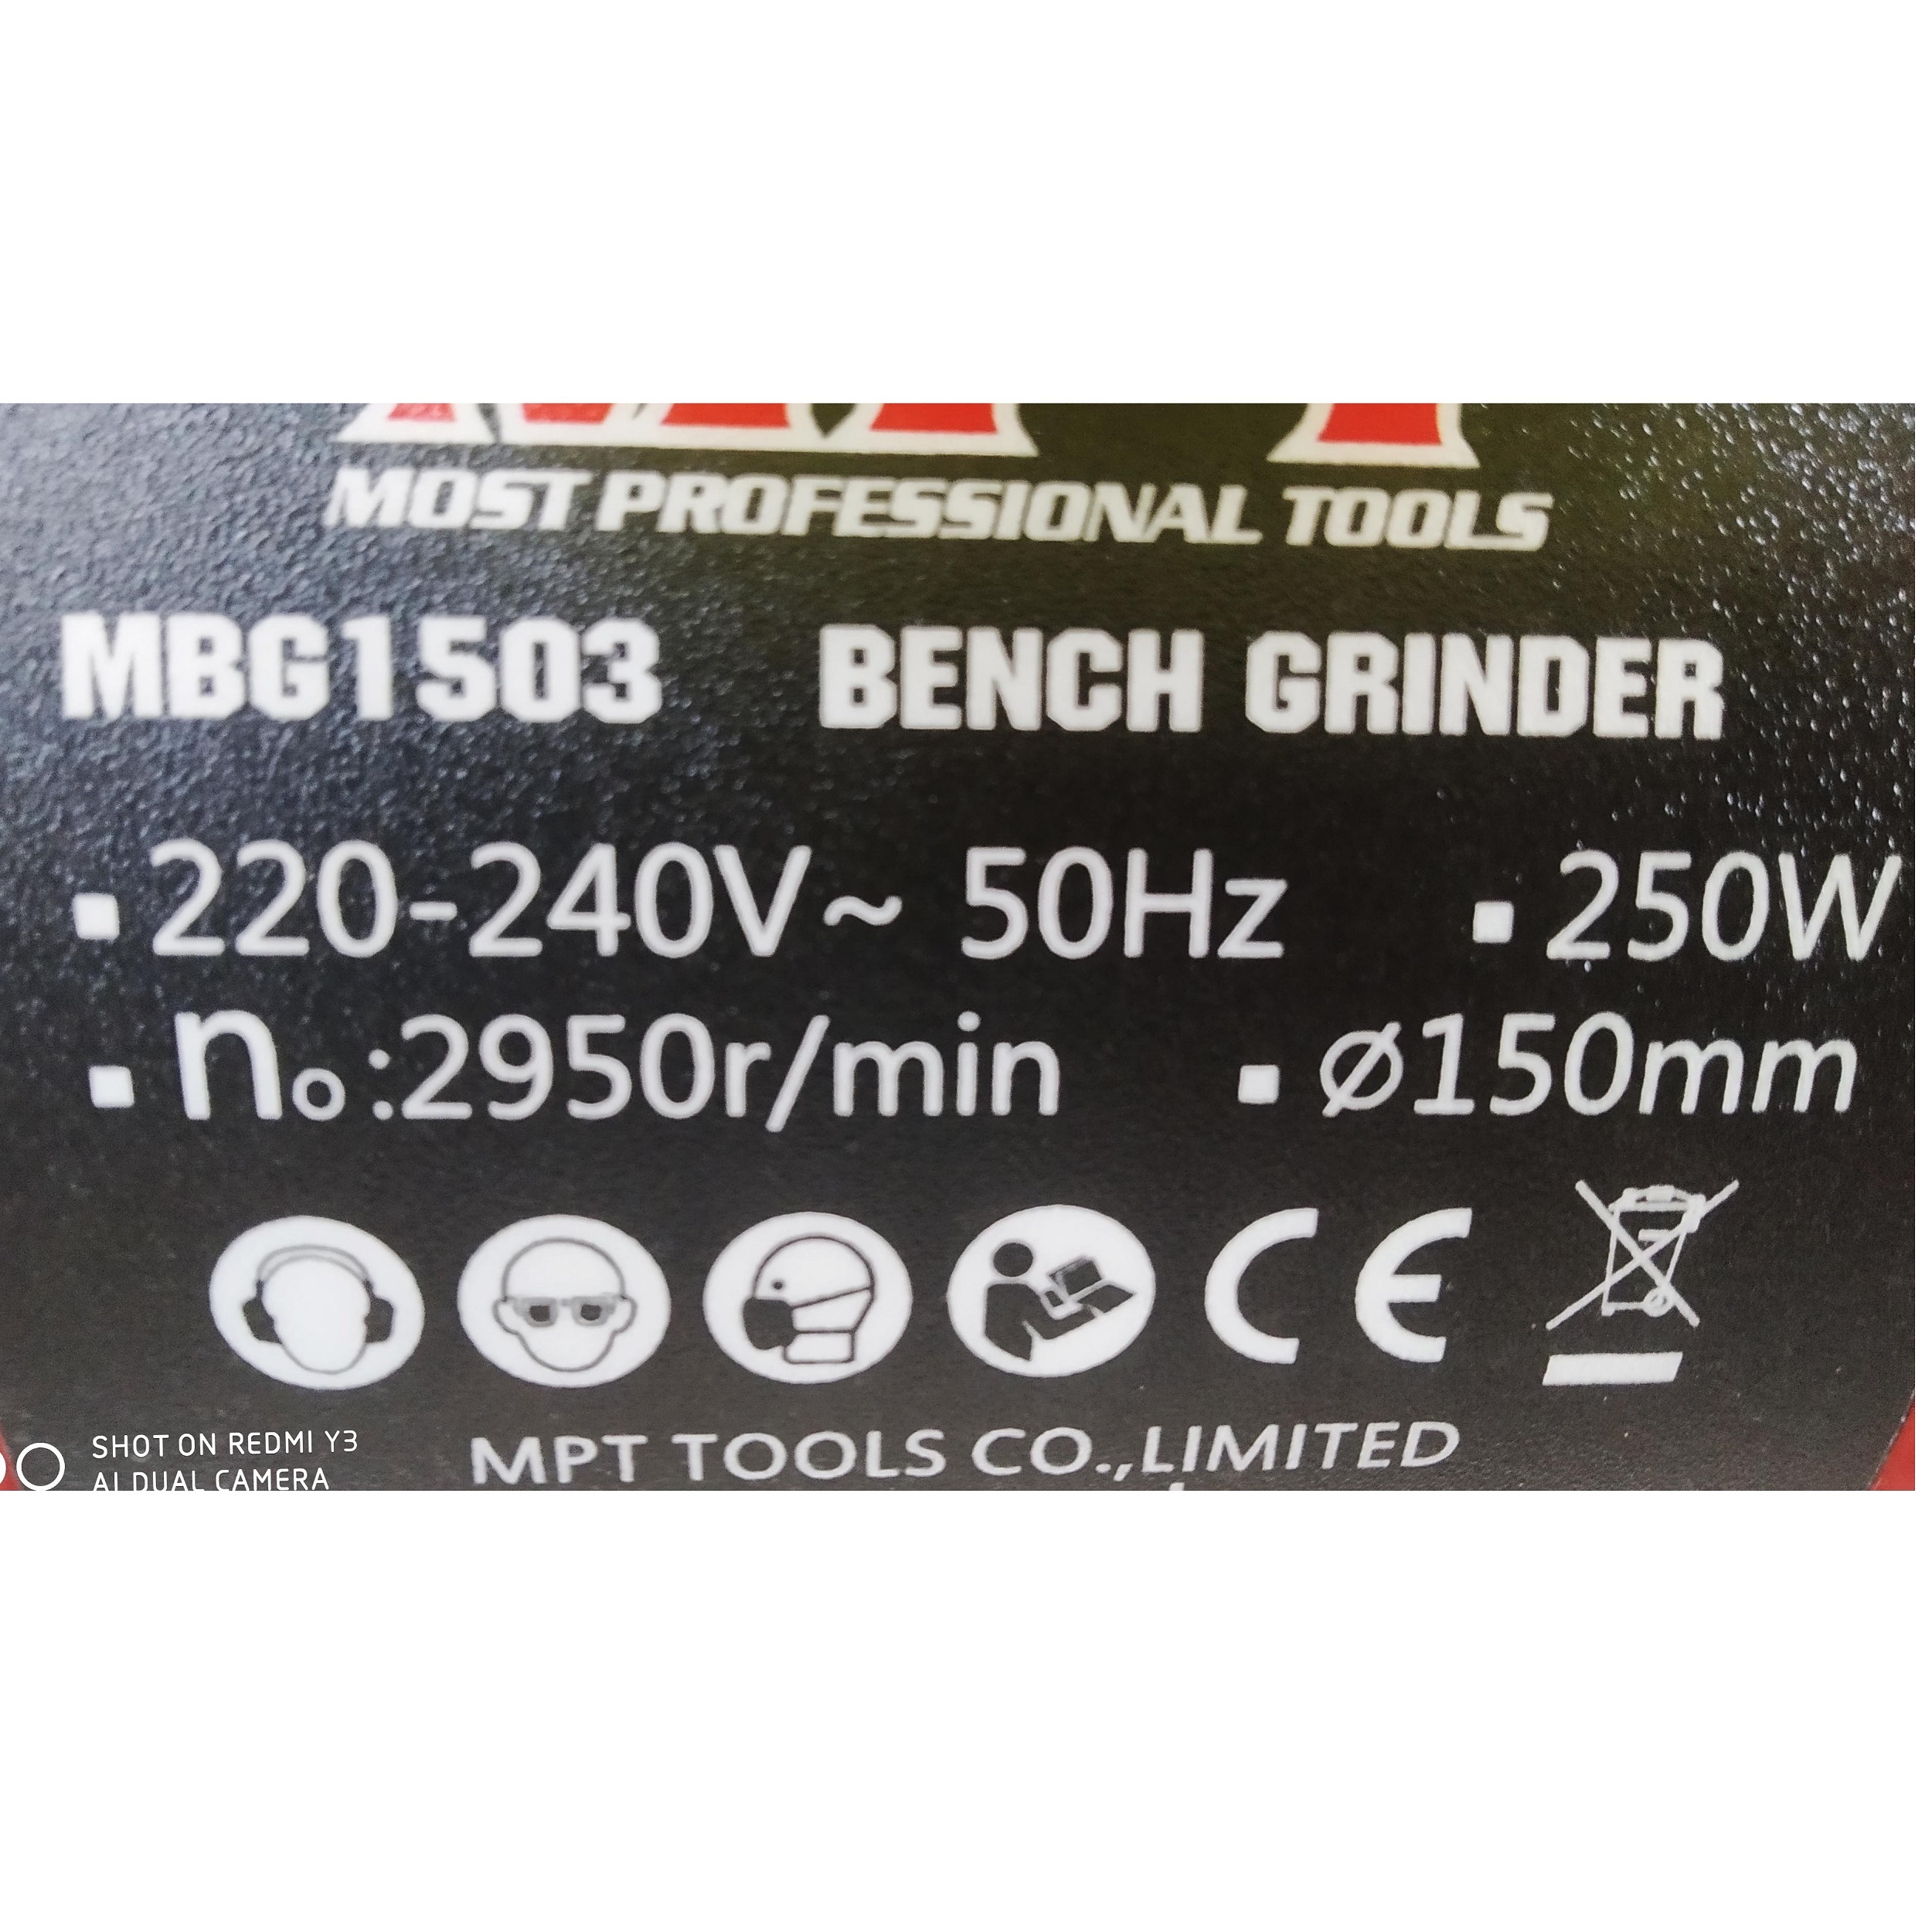 MOST PROFESSIONAL TOOLS
MBG1503 BENCH GRINDER
▪220-240V~ 50Hz ▪250W
▪n₀:2950r/min ▪Ø150mm
CE
MPT TOOLS CO.,LIMITED
SHOT ON REDMI Y3
AI DUAL CAMERA